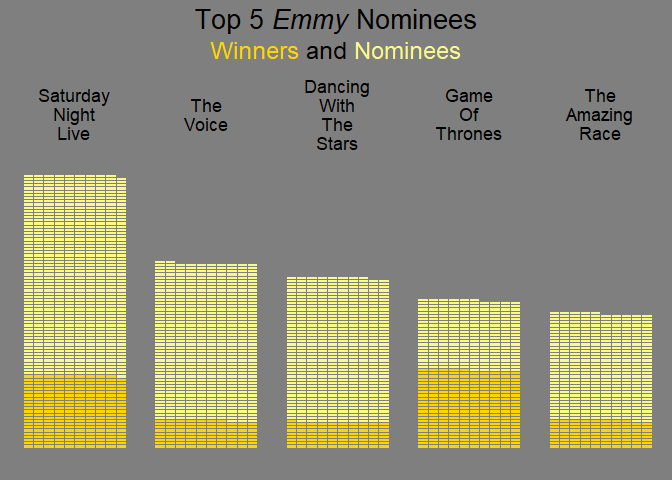 Top 5 Emmy Nominees
Winners and Nominees
Saturday
Night
Live
The
Voice
Dancing
With
The
Stars
Game
Of
Thrones
The
Amazing
Race